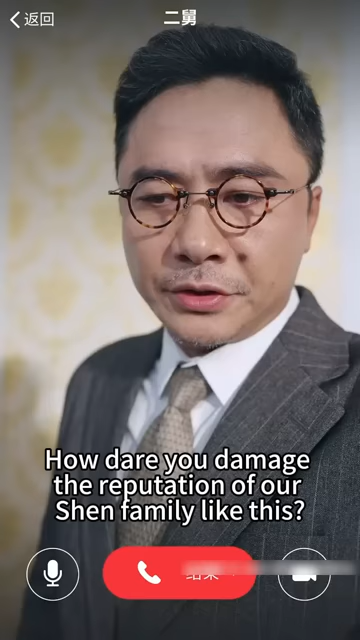 返回
二舅
How dare you damage
the reputation of our
Shen family like this?